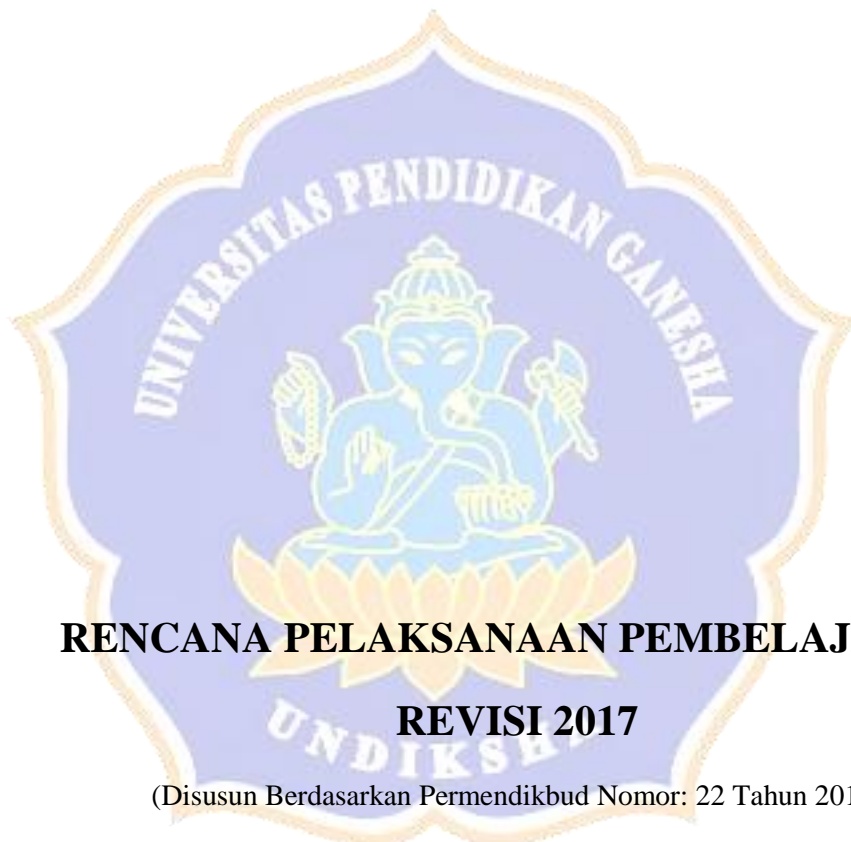 UNIVERSITAS PENDIDIKAN GANESHA
RENCANA PELAKSANAAN PEMBELAJ
REVISI 2017
UNDIKSHA
(Disusun Berdasarkan Permendikbud Nomor: 22 Tahun 201